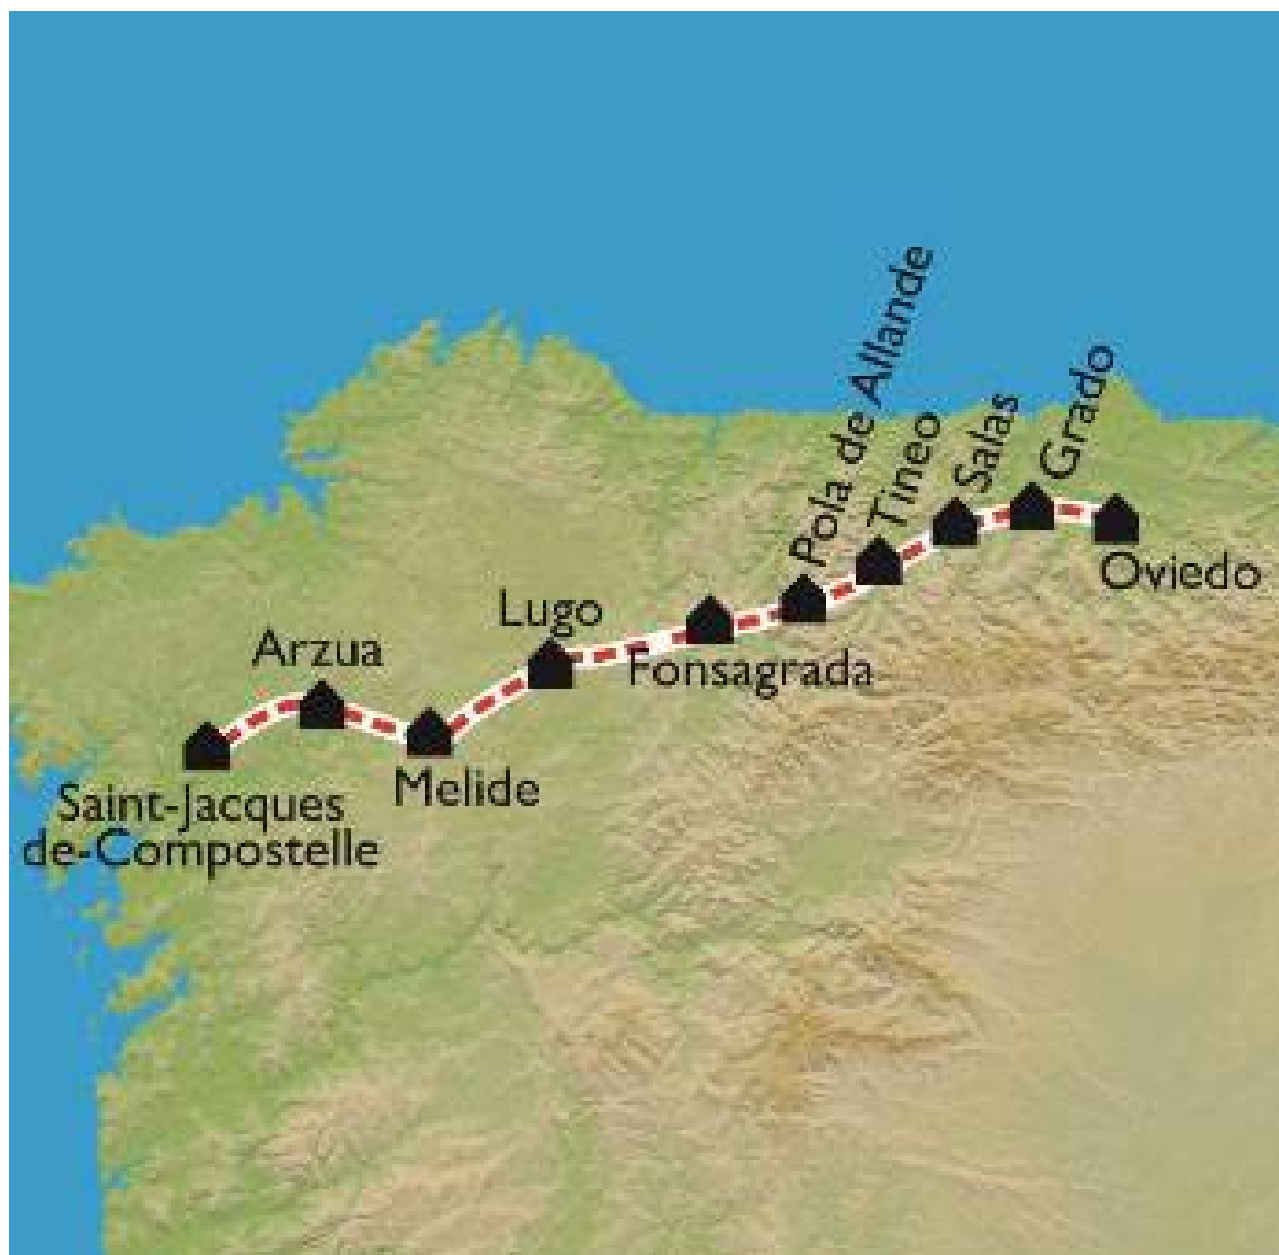 Pola de Allande
Grado
Salas
Tineo
Oviedo
Lugo
Fonsagrada
Arzua
Melide
Saint-Jacques
de-Compostelle